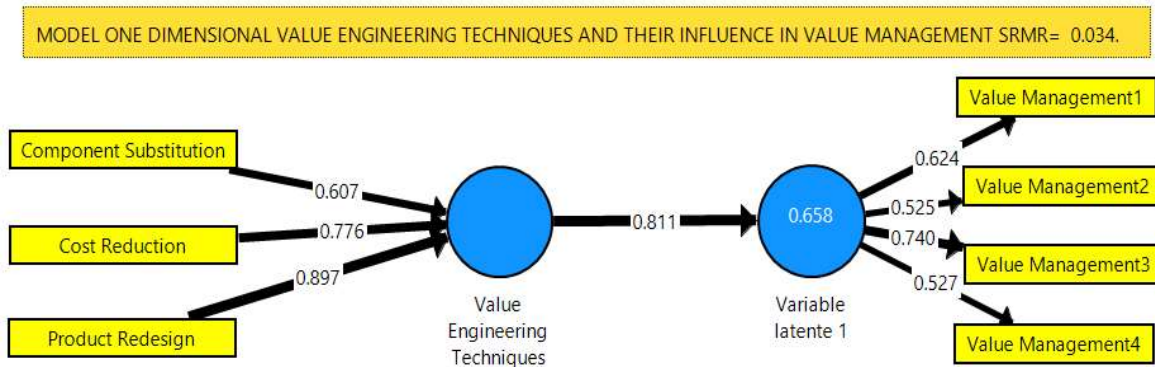 MODEL ONE DIMENSIONAL VALUE ENGINEERING TECHNIQUES AND THEIR INFLUENCE IN VALUE MANAGEMENT SRMR= 0.034.
Component Substitution
Cost Reduction
Product Redesign
0.607
0.776
0.897
Value
Engineering
Techniques
0.811
0.658
Variable
latente 1
0.624
0.525
0.740
0.527
Value Management1
Value Management2
Value Management3
Value Management4